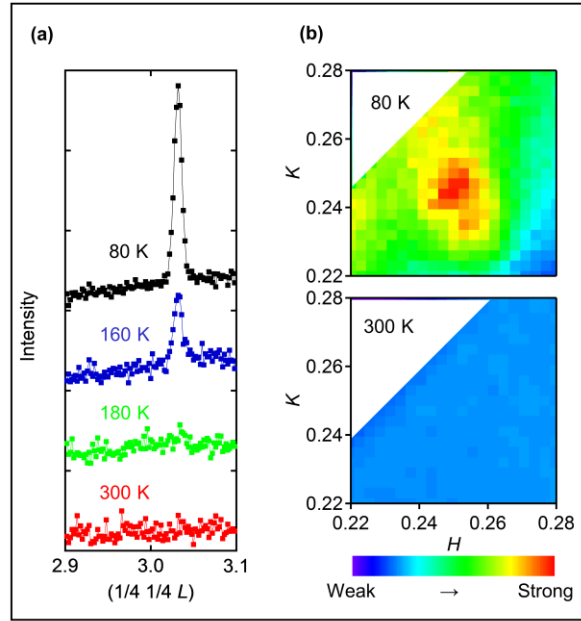 (a)
Intensity
80 K
160 K
180 K
300 K
2.9 3.0 3.1
(1/4 1/4 L)
(b)
K
0.28
0.26
0.24
0.22
80 K
K
0.28
0.26
0.24
0.22
300 K
0.22 0.24 0.26 0.28
H
Weak → Strong